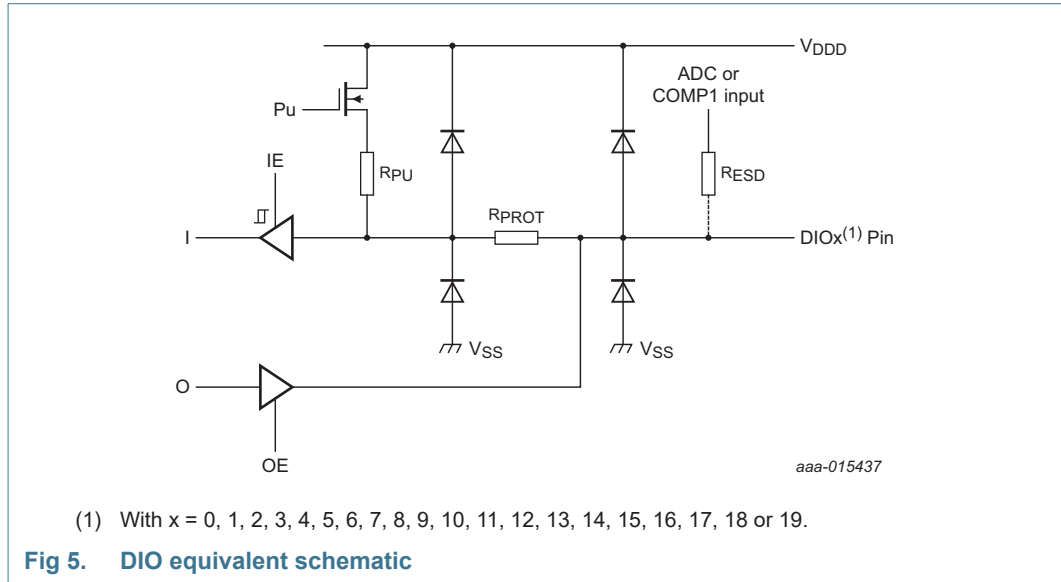 VDDD
ADC or
COMP1 input
Pu
IE
RPU
RESD
RPROT
I
DIOx(1) Pin
VSS
VSS
O
OE
aaa-015437
(1) With x = 0, 1, 2, 3, 4, 5, 6, 7, 8, 9, 10, 11, 12, 13, 14, 15, 16, 17, 18 or 19.
Fig 5. DIO equivalent schematic